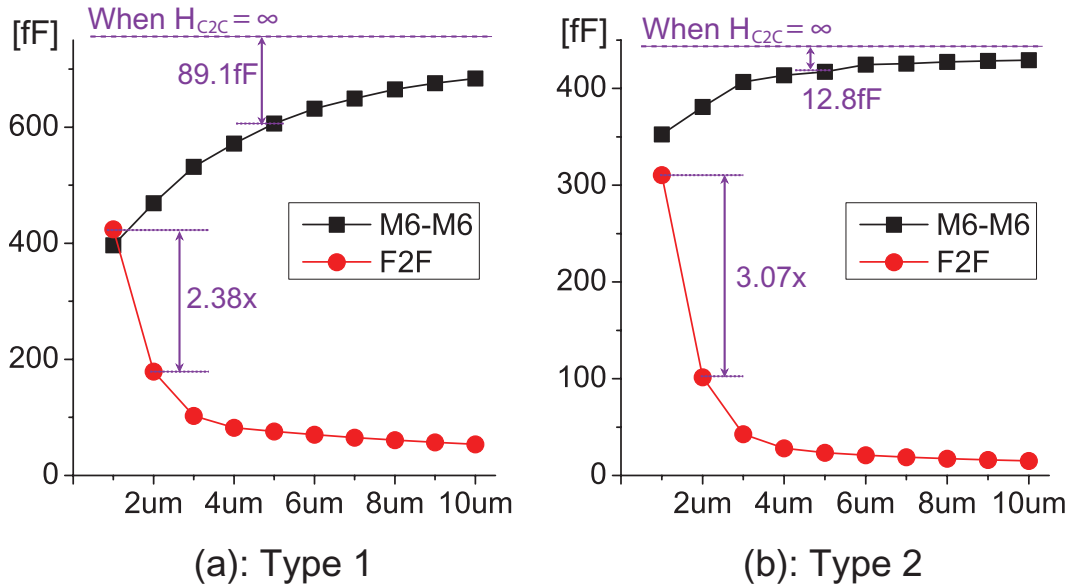 When H_C2C = ∞
[fF]
89.1fF
600
400
200
0
M6-M6
F2F
2.38x
2um 4um 6um 8um 10um
(a): Type 1
When H_C2C = ∞
[fF]
12.8fF
400
300
200
100
0
M6-M6
F2F
3.07x
2um 4um 6um 8um 10um
(b): Type 2